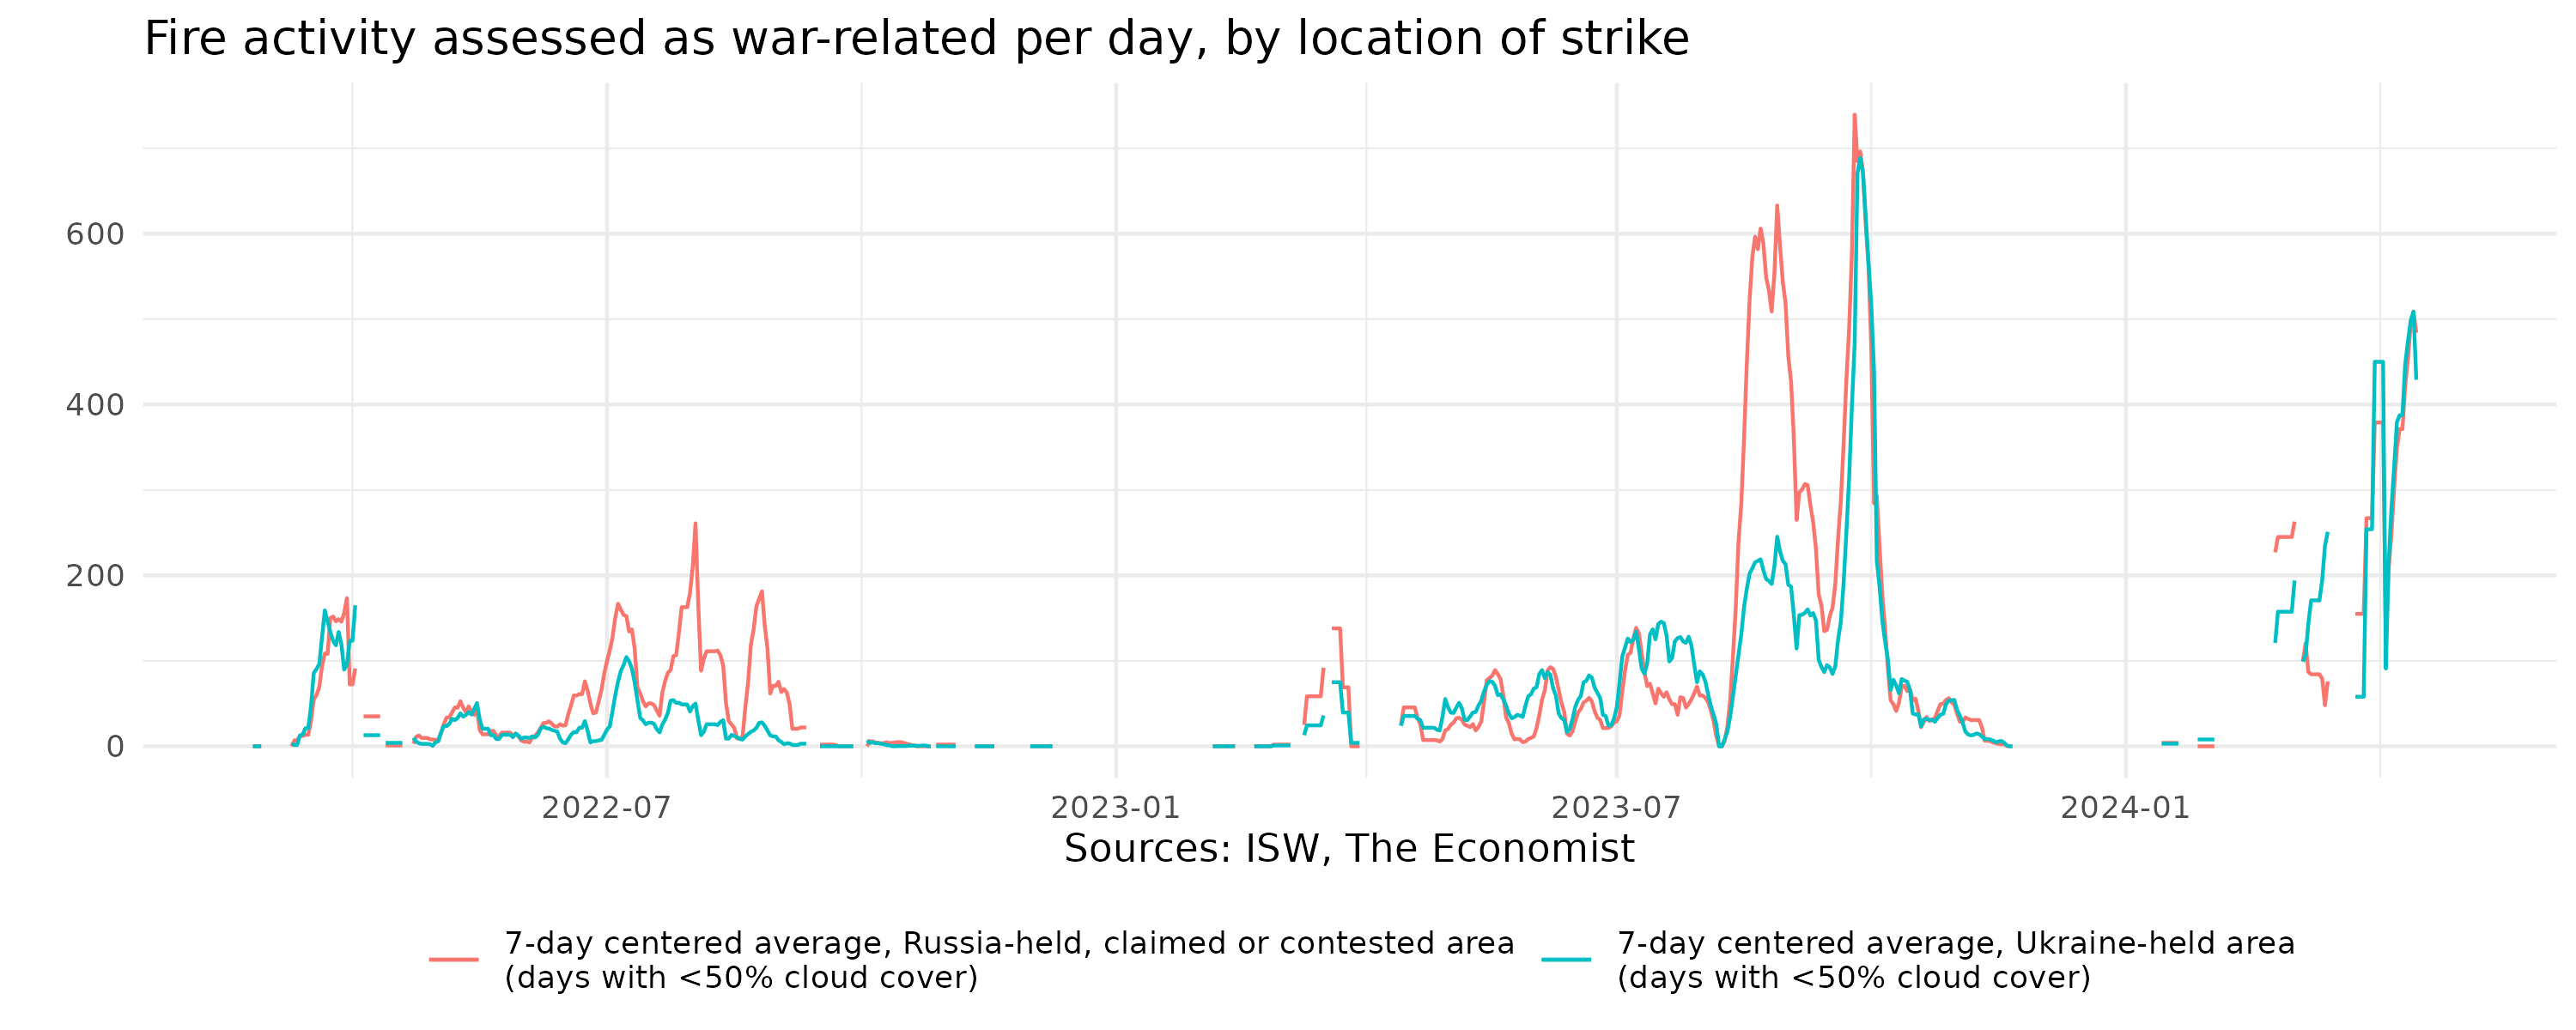 Fire activity assessed as war-related per day, by location of strike
600
400
200
0
2022-07
2023-01
2023-07
2024-01
Sources: ISW, The Economist
7-day centered average, Russia-held, claimed or contested area
(days with <50% cloud cover)
7-day centered average, Ukraine-held area
(days with <50% cloud cover)